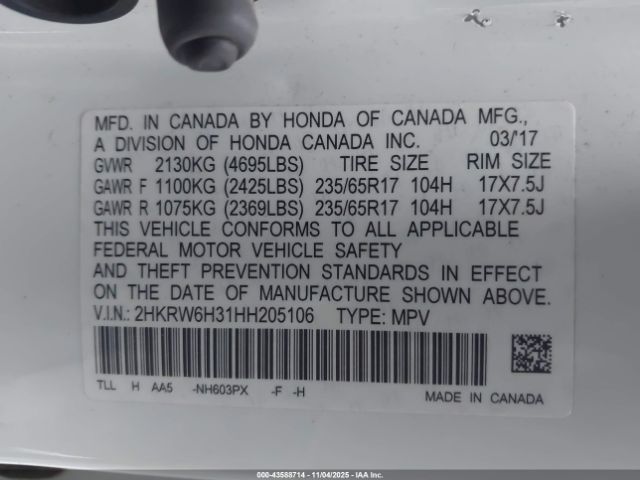 MFD. IN CANADA BY HONDA OF CANADA MFG.,
A DIVISION OF HONDA CANADA INC. 03/'17
GVWR 2130KG (4695LBS) TIRE SIZE RIM SIZE
GAWR F 1100KG (2425LBS) 235/65R17 104H 17X7.5J
GAWR R 1075KG (2369LBS) 235/65R17 104H 17X7.5J
THIS VEHICLE CONFORMS TO ALL APPLICABLE
FEDERAL MOTOR VEHICLE SAFETY
AND THEFT PREVENTION STANDARDS IN EFFECT
ON THE DATE OF MANUFACTURE SHOWN ABOVE.
V.I.N.: 2HKRW6H31HH205106 TYPE: MPV
TLL H AA5 -NH603PX -F -H MADE IN CANADA
000-43588714 - 11/04/2025 - IAA Inc.